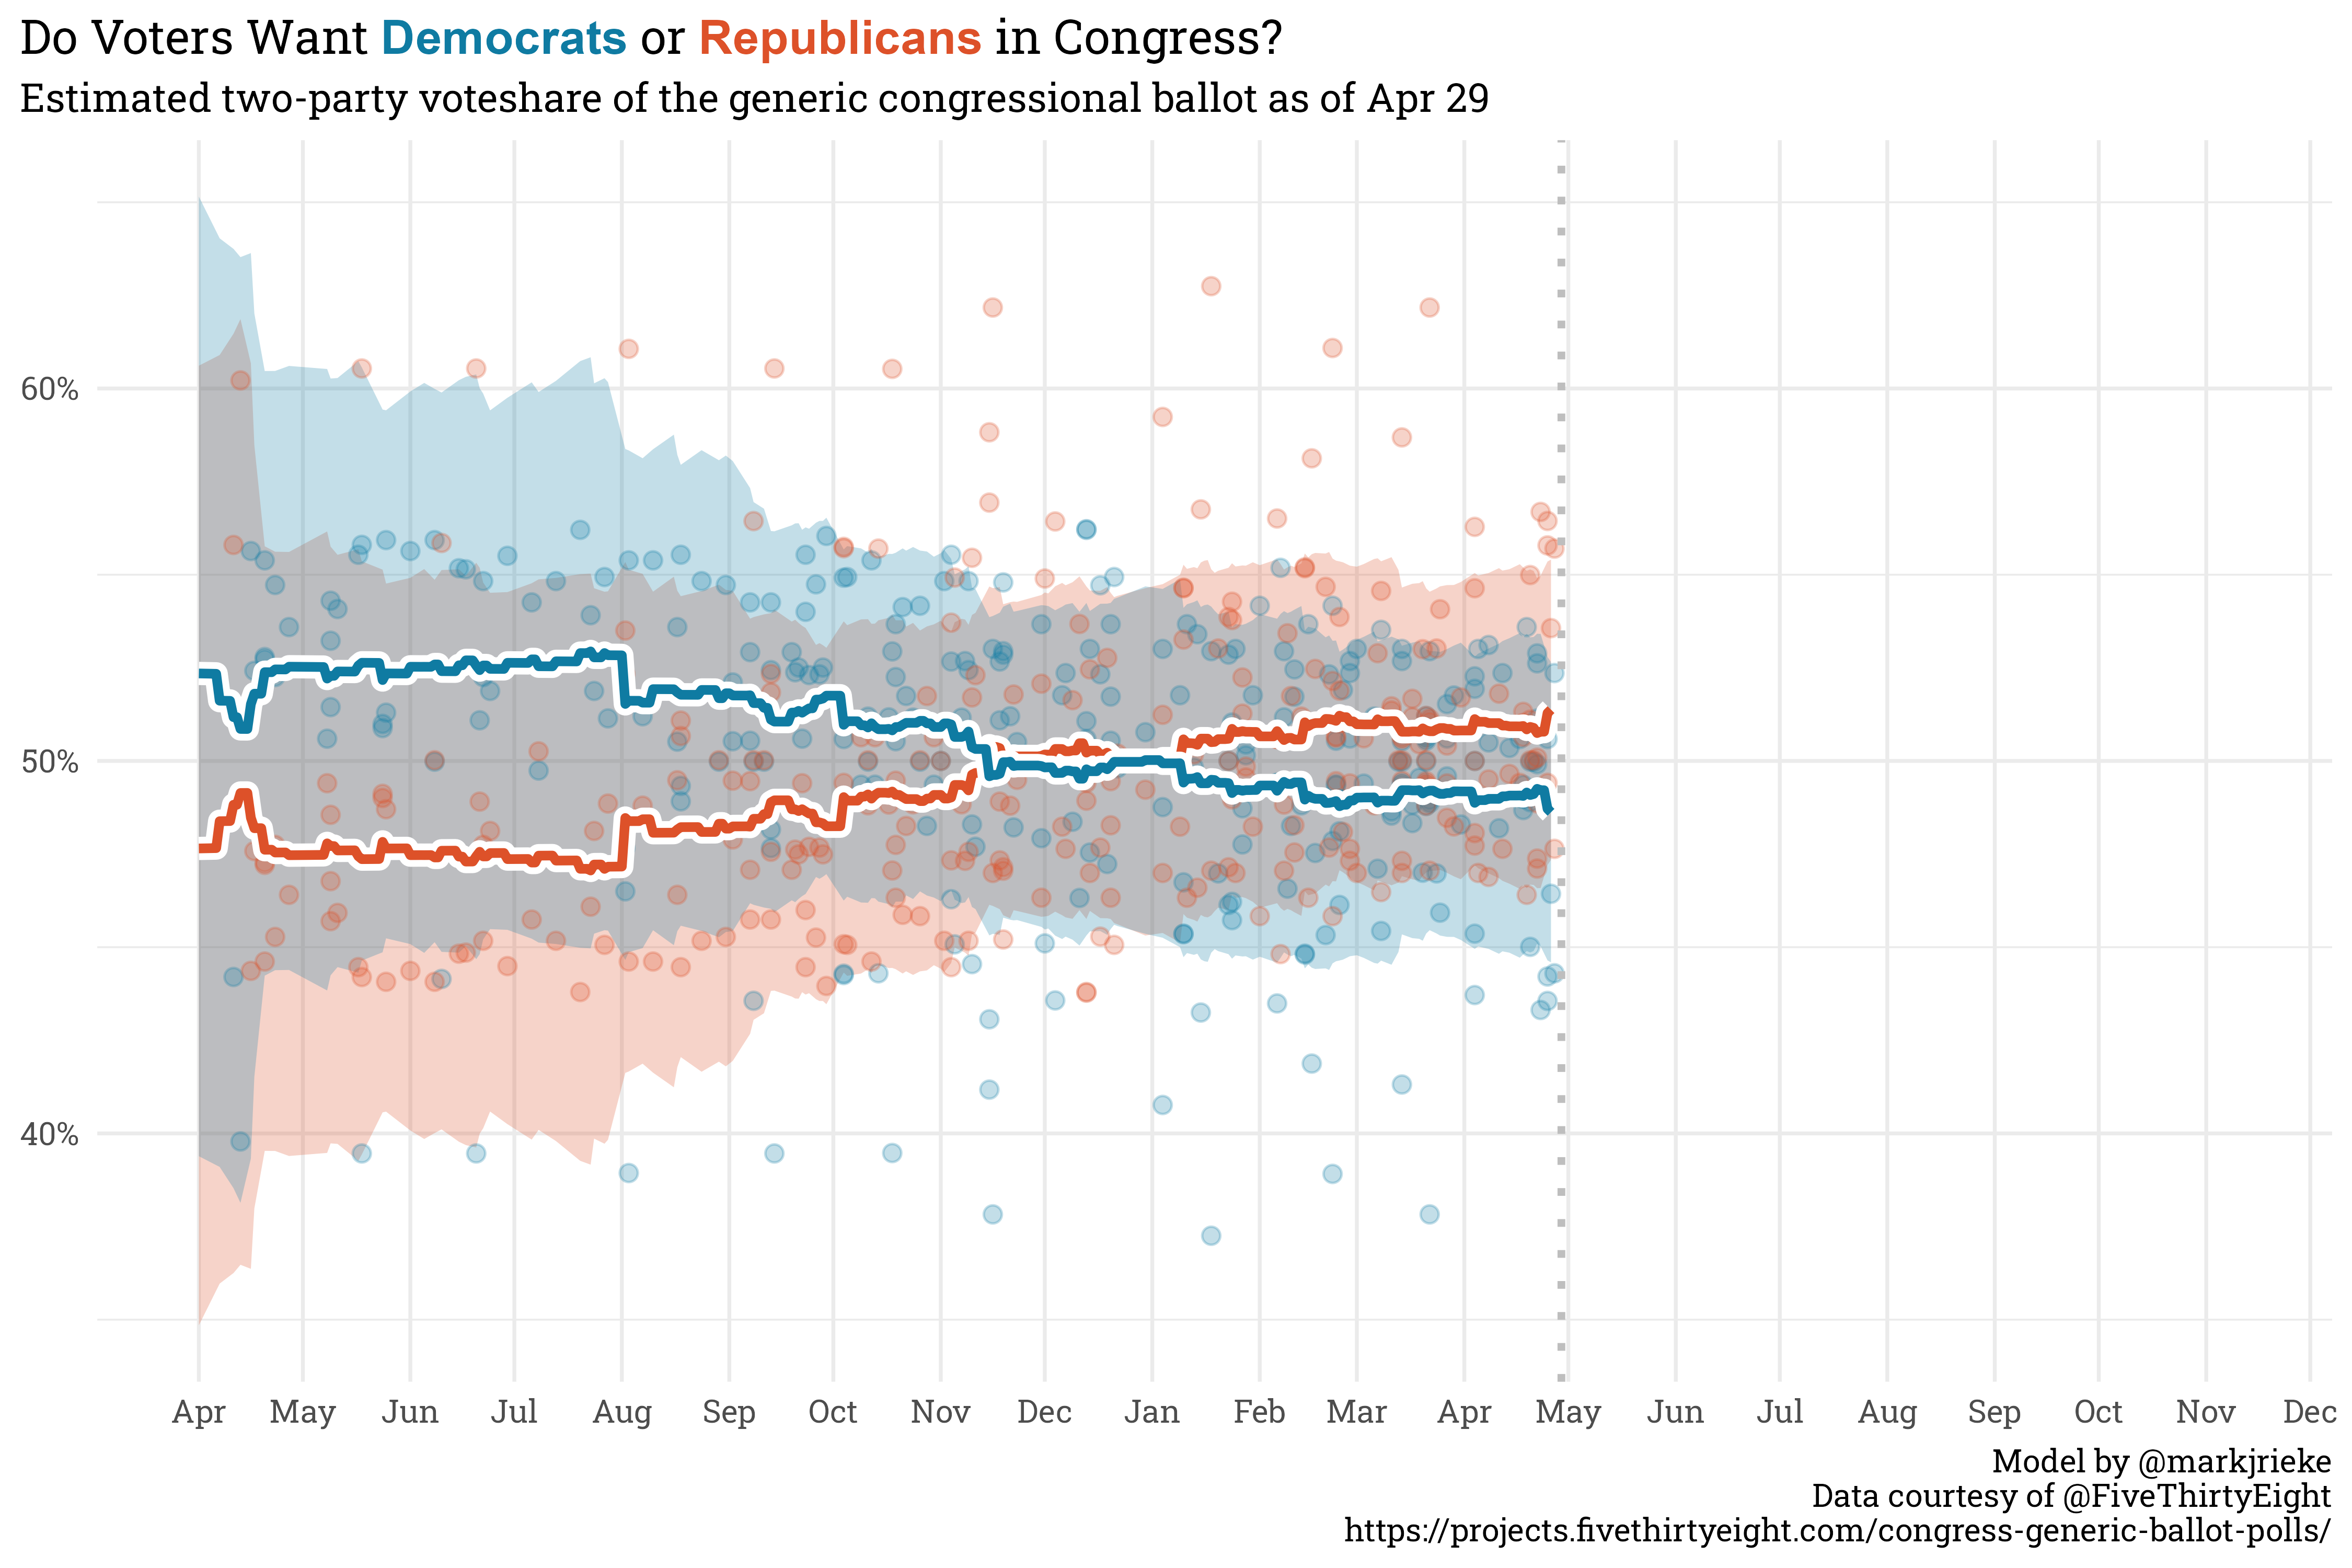 Do Voters Want Democrats or Republicans in Congress?
Estimated two-party voteshare of the generic congressional ballot as of Apr 29
60%
50%
40%
Apr May Jun Jul Aug Sep Oct Nov Dec Jan Feb Mar Apr May Jun Jul Aug Sep Oct Nov Dec
Model by @markjrieke
Data courtesy of @FiveThirtyEight
https://projects.fivethirtyeight.com/congress-generic-ballot-polls/